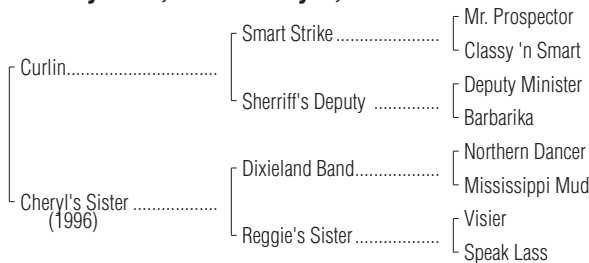 Smart Strike
Mr. Prospector
Classy 'n Smart
Curlin
Sherriff's Deputy
Deputy Minister
Barbarika
Dixieland Band
Northern Dancer
Mississippi Mud
Cheryl's Sister
(1996)
Reggie's Sister
Visier
Speak Lass